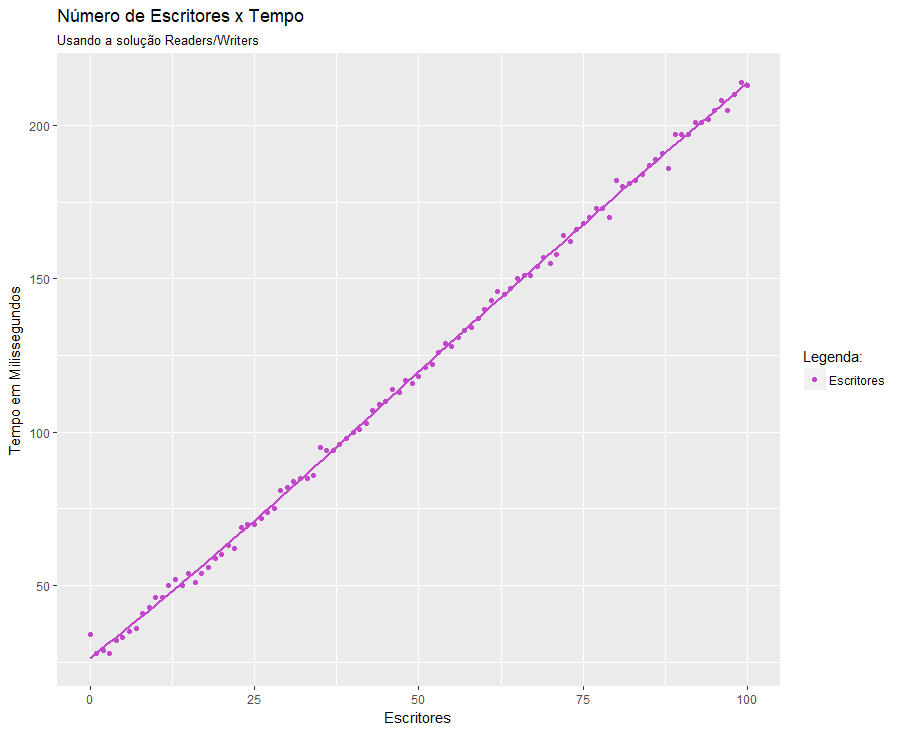 Número de Escritores x Tempo
Usando a solução Readers/Writers
Tempo em Milissegundos
200
150
100
50
0
25
50
75
100
Escritores
Legenda:
Escritores